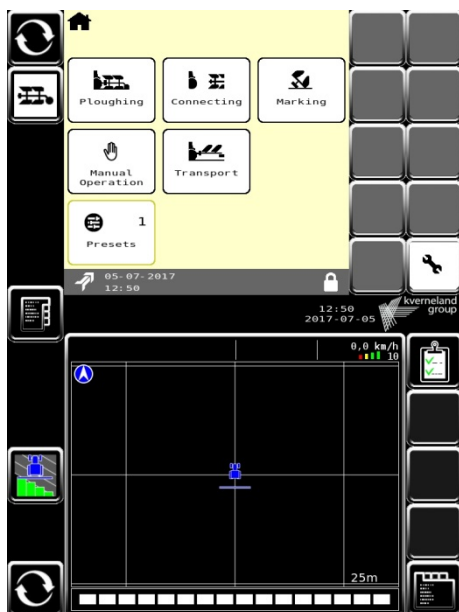 Ploughing
Connecting
Marking
Manual
Operation
Transport
1
Presets
05-07-2017
12:50
12:50
2017-07-05
kverneland
group
0,0 km/h
10
25m